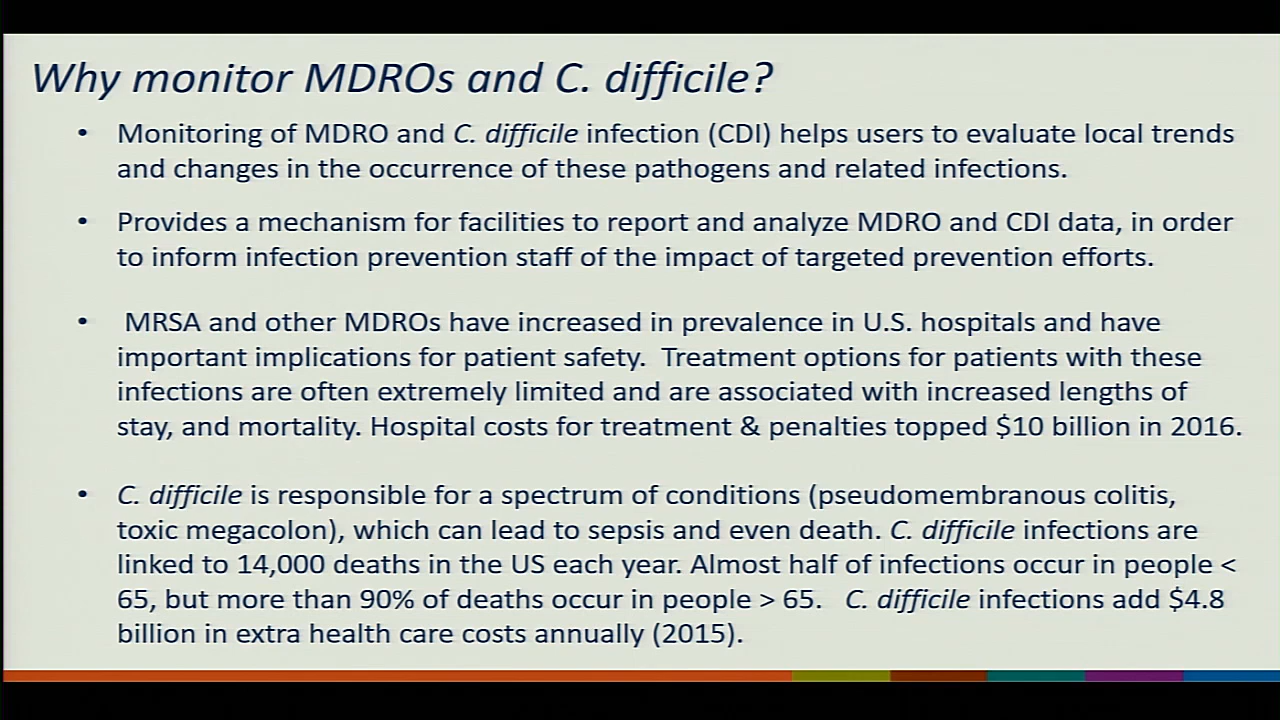 Why monitor MDROs and C. difficile?
• Monitoring of MDRO and C. difficile infection (CDI) helps users to evaluate local trends
and changes in the occurrence of these pathogens and related infections.
• Provides a mechanism for facilities to report and analyze MDRO and CDI data, in order
to inform infection prevention staff of the impact of targeted prevention efforts.
• MRSA and other MDROs have increased in prevalence in U.S. hospitals and have
important implications for patient safety. Treatment options for patients with these
infections are often extremely limited and are associated with increased lengths of
stay, and mortality. Hospital costs for treatment & penalties topped $10 billion in 2016.
• C. difficile is responsible for a spectrum of conditions (pseudomembranous colitis,
toxic megacolon), which can lead to sepsis and even death. C. difficile infections are
linked to 14,000 deaths in the US each year. Almost half of infections occur in people <
65, but more than 90% of deaths occur in people > 65. C. difficile infections add $4.8
billion in extra health care costs annually (2015).